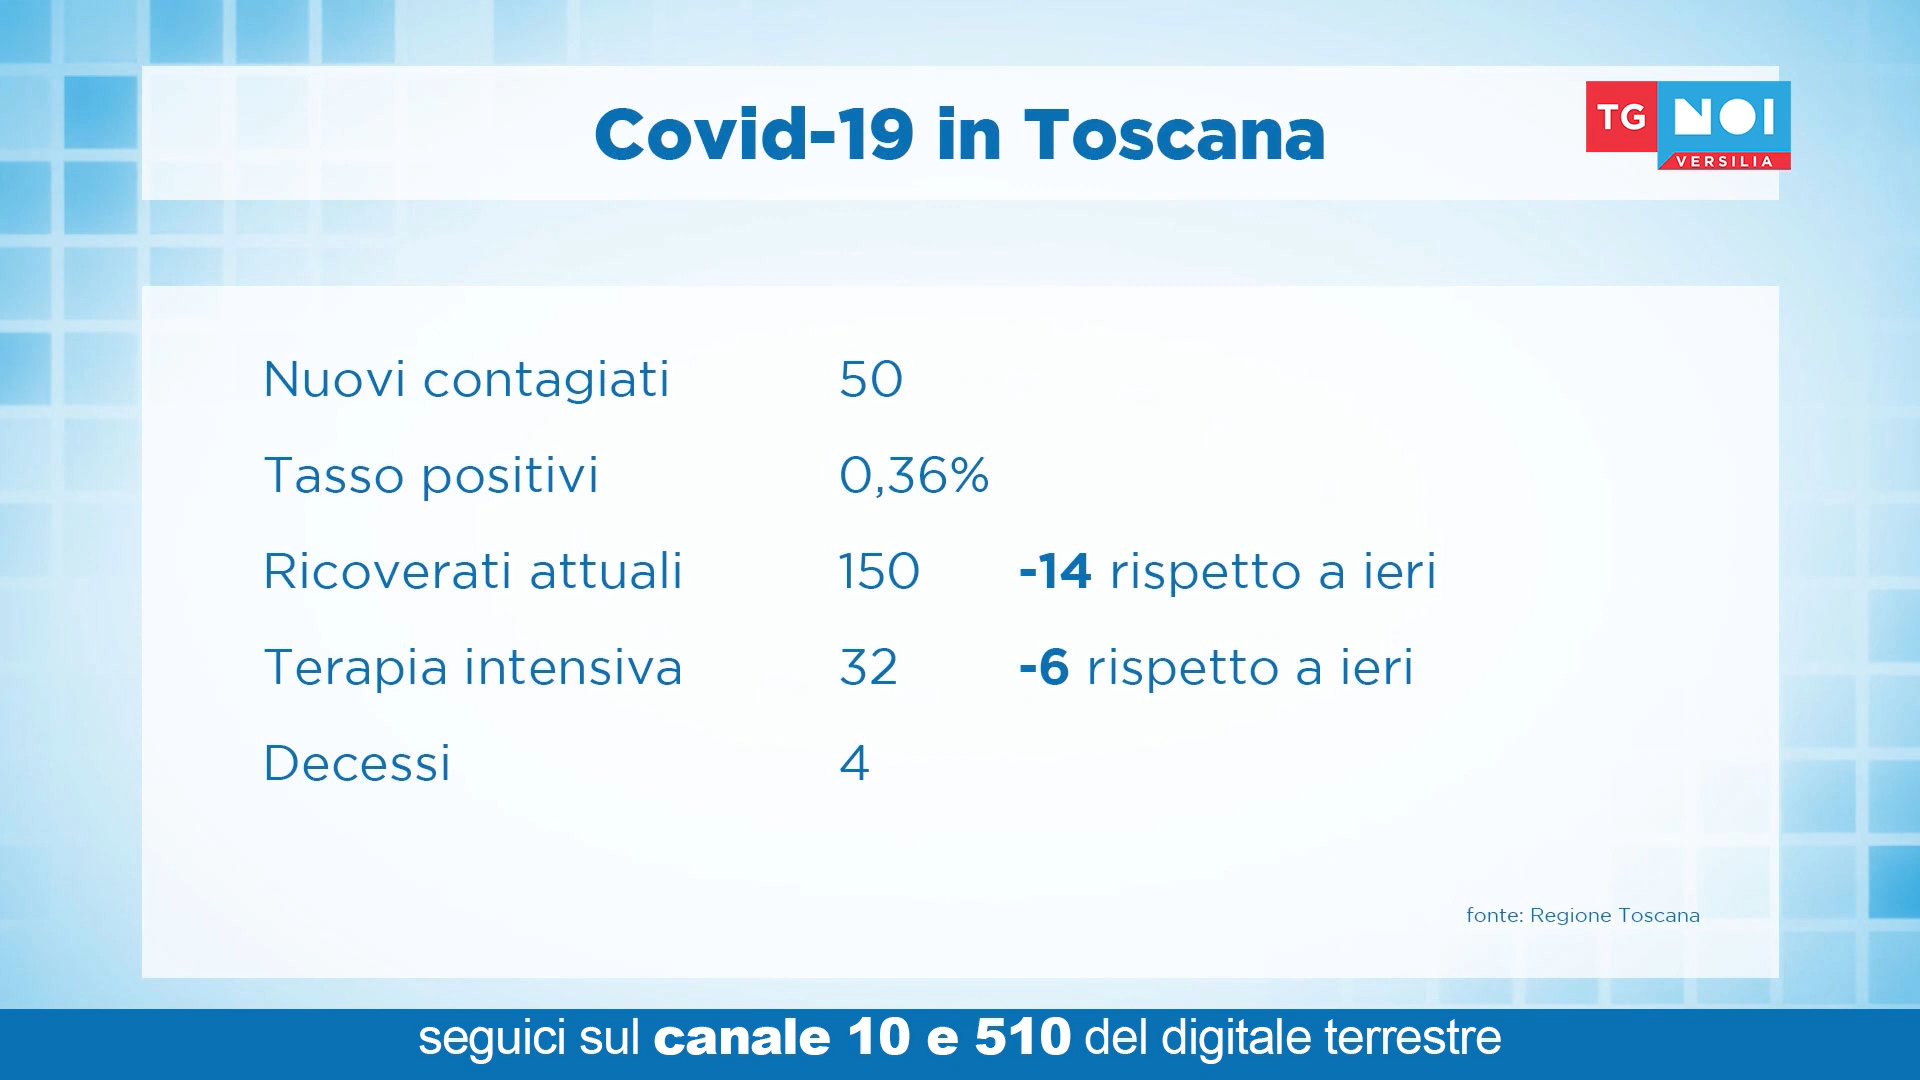 Covid-19 in Toscana
TG NOI
VERSILIA
Nuovi contagiati 50
Tasso positivi 0,36%
Ricoverati attuali 150 -14 rispetto a ieri
Terapia intensiva 32 -6 rispetto a ieri
Decessi 4
fonte: Regione Toscana
seguici sul canale 10 e 510 del digitale terrestre